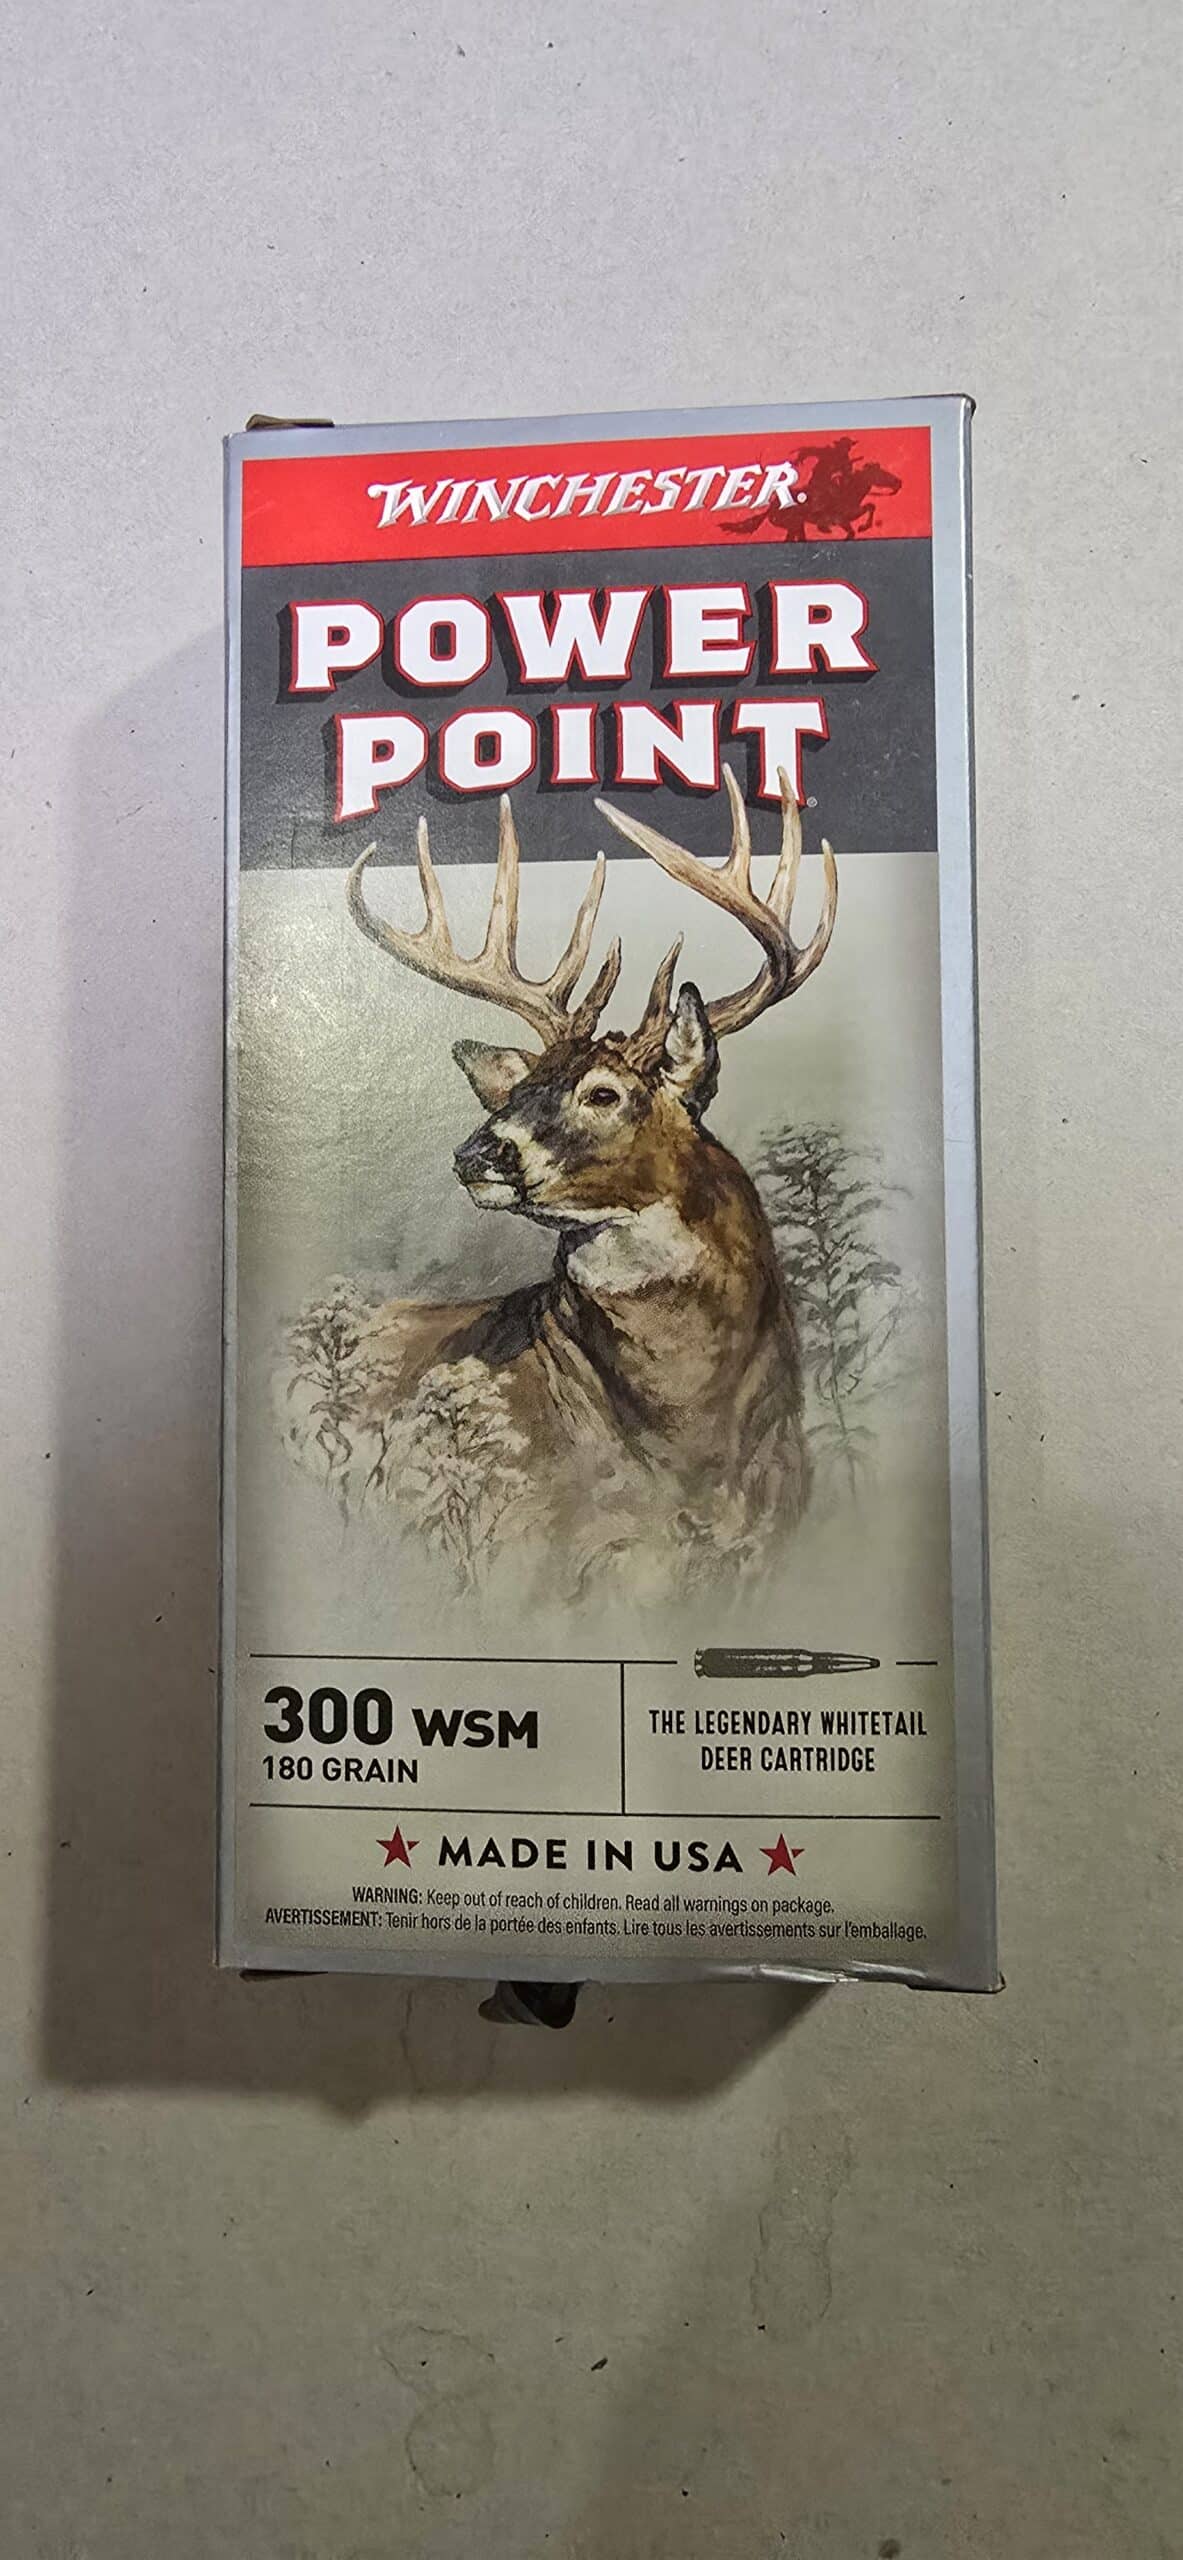 WINCHESTER®
POWER
POINT®
300 WSM
180 GRAIN
THE LEGENDARY WHITETAIL
DEER CARTRIDGE
MADE IN USA
WARNING: Keep out of reach of children. Read all warnings on package.
AVERTISSEMENT: Tenir hors de la portée des enfants. Lire tous les avertissements sur l'emballage.